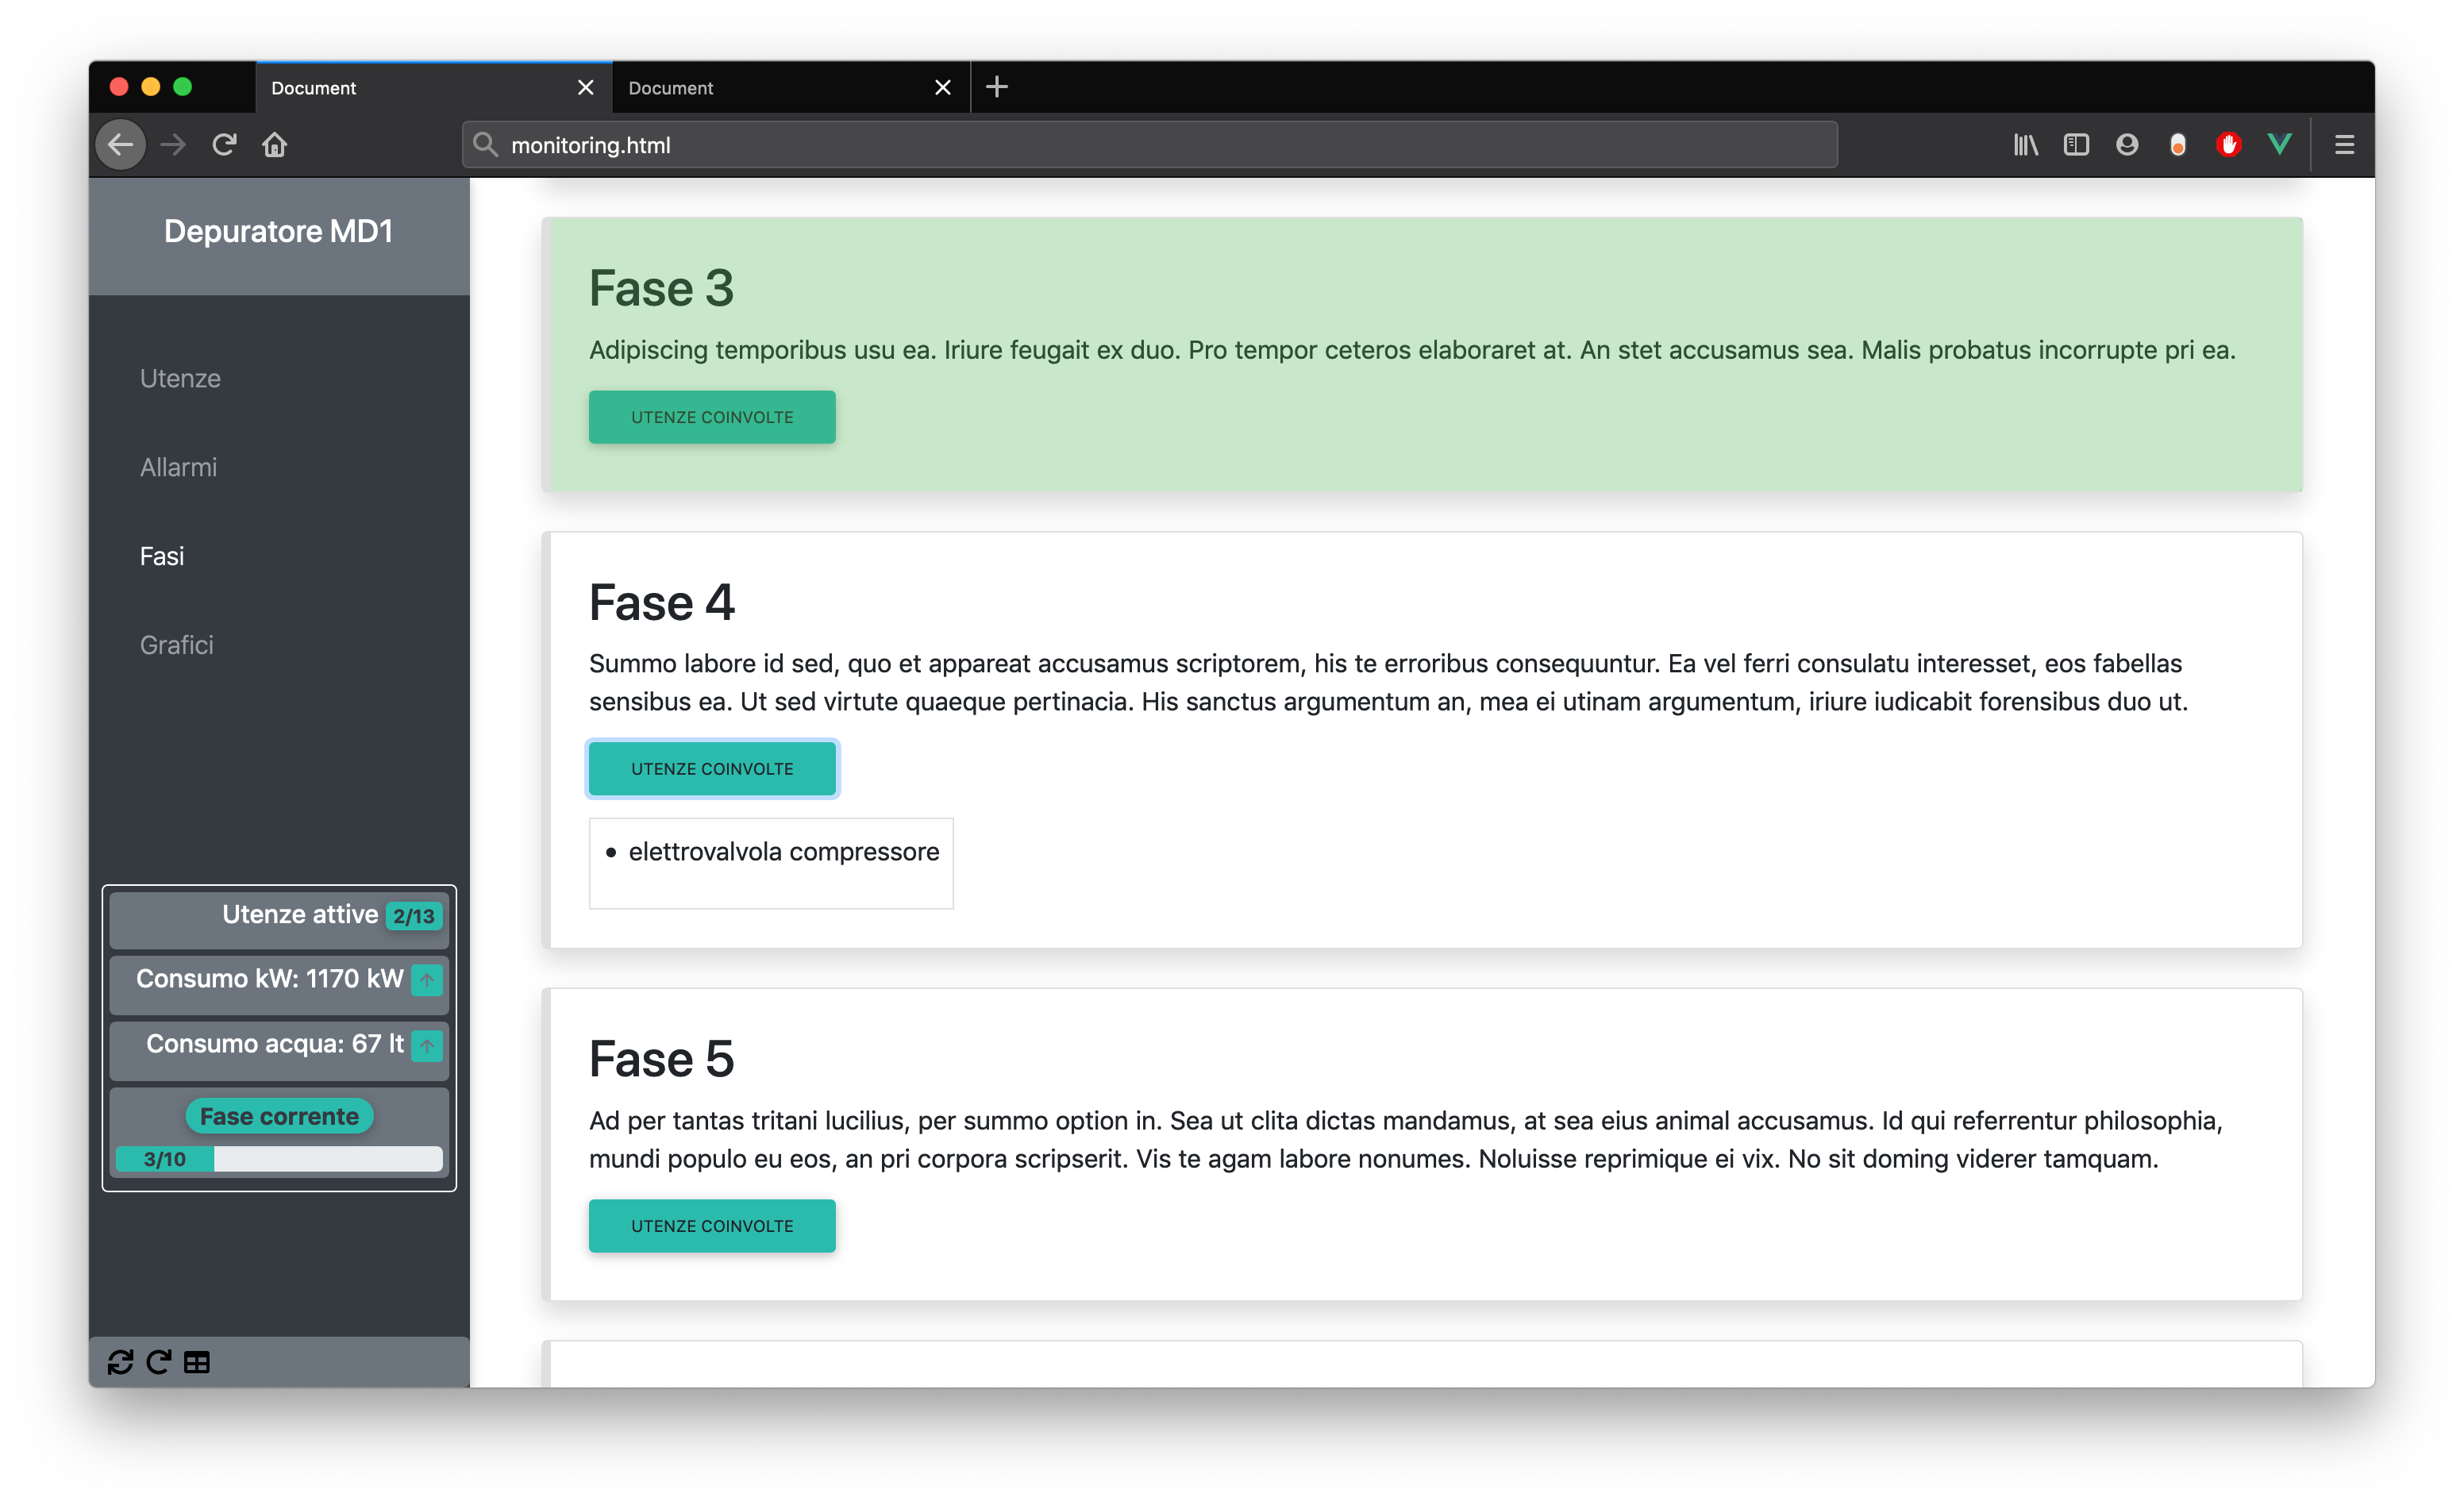 Document
Document
monitoring.html
Depuratore MD1
Utenze
Allarmi
Fasi
Grafici
Utenze attive 2/13
Consumo kW: 1170 kW
Consumo acqua: 67 lt
Fase corrente
3/10
Fase 3
Adipiscing temporibus usu ea. Iriure feugait ex duo. Pro tempor ceteros elaboraret at. An stet accusamus sea. Malis probatus incorrupte pri ea.
UTENZE COINVOLTE
Fase 4
Summo labore id sed, quo et appareat accusamus scriptorem, his te erroribus consequuntur. Ea vel ferri consulatu interesset, eos fabellas
sensibus ea. Ut sed virtute quaeque pertinacia. His sanctus argumentum an, mea ei utinam argumentum, iriure iudicabit forensibus duo ut.
UTENZE COINVOLTE
• elettrovalvola compressore
Fase 5
Ad per tantas tritani lucilius, per summo option in. Sea ut clita dictas mandamus, at sea eius animal accusamus. Id qui referrentur philosophia,
mundi populo eu eos, an pri corpora scripserit. Vis te agam labore nonumes. Noluisse reprimique ei vix. No sit doming viderer tamquam.
UTENZE COINVOLTE